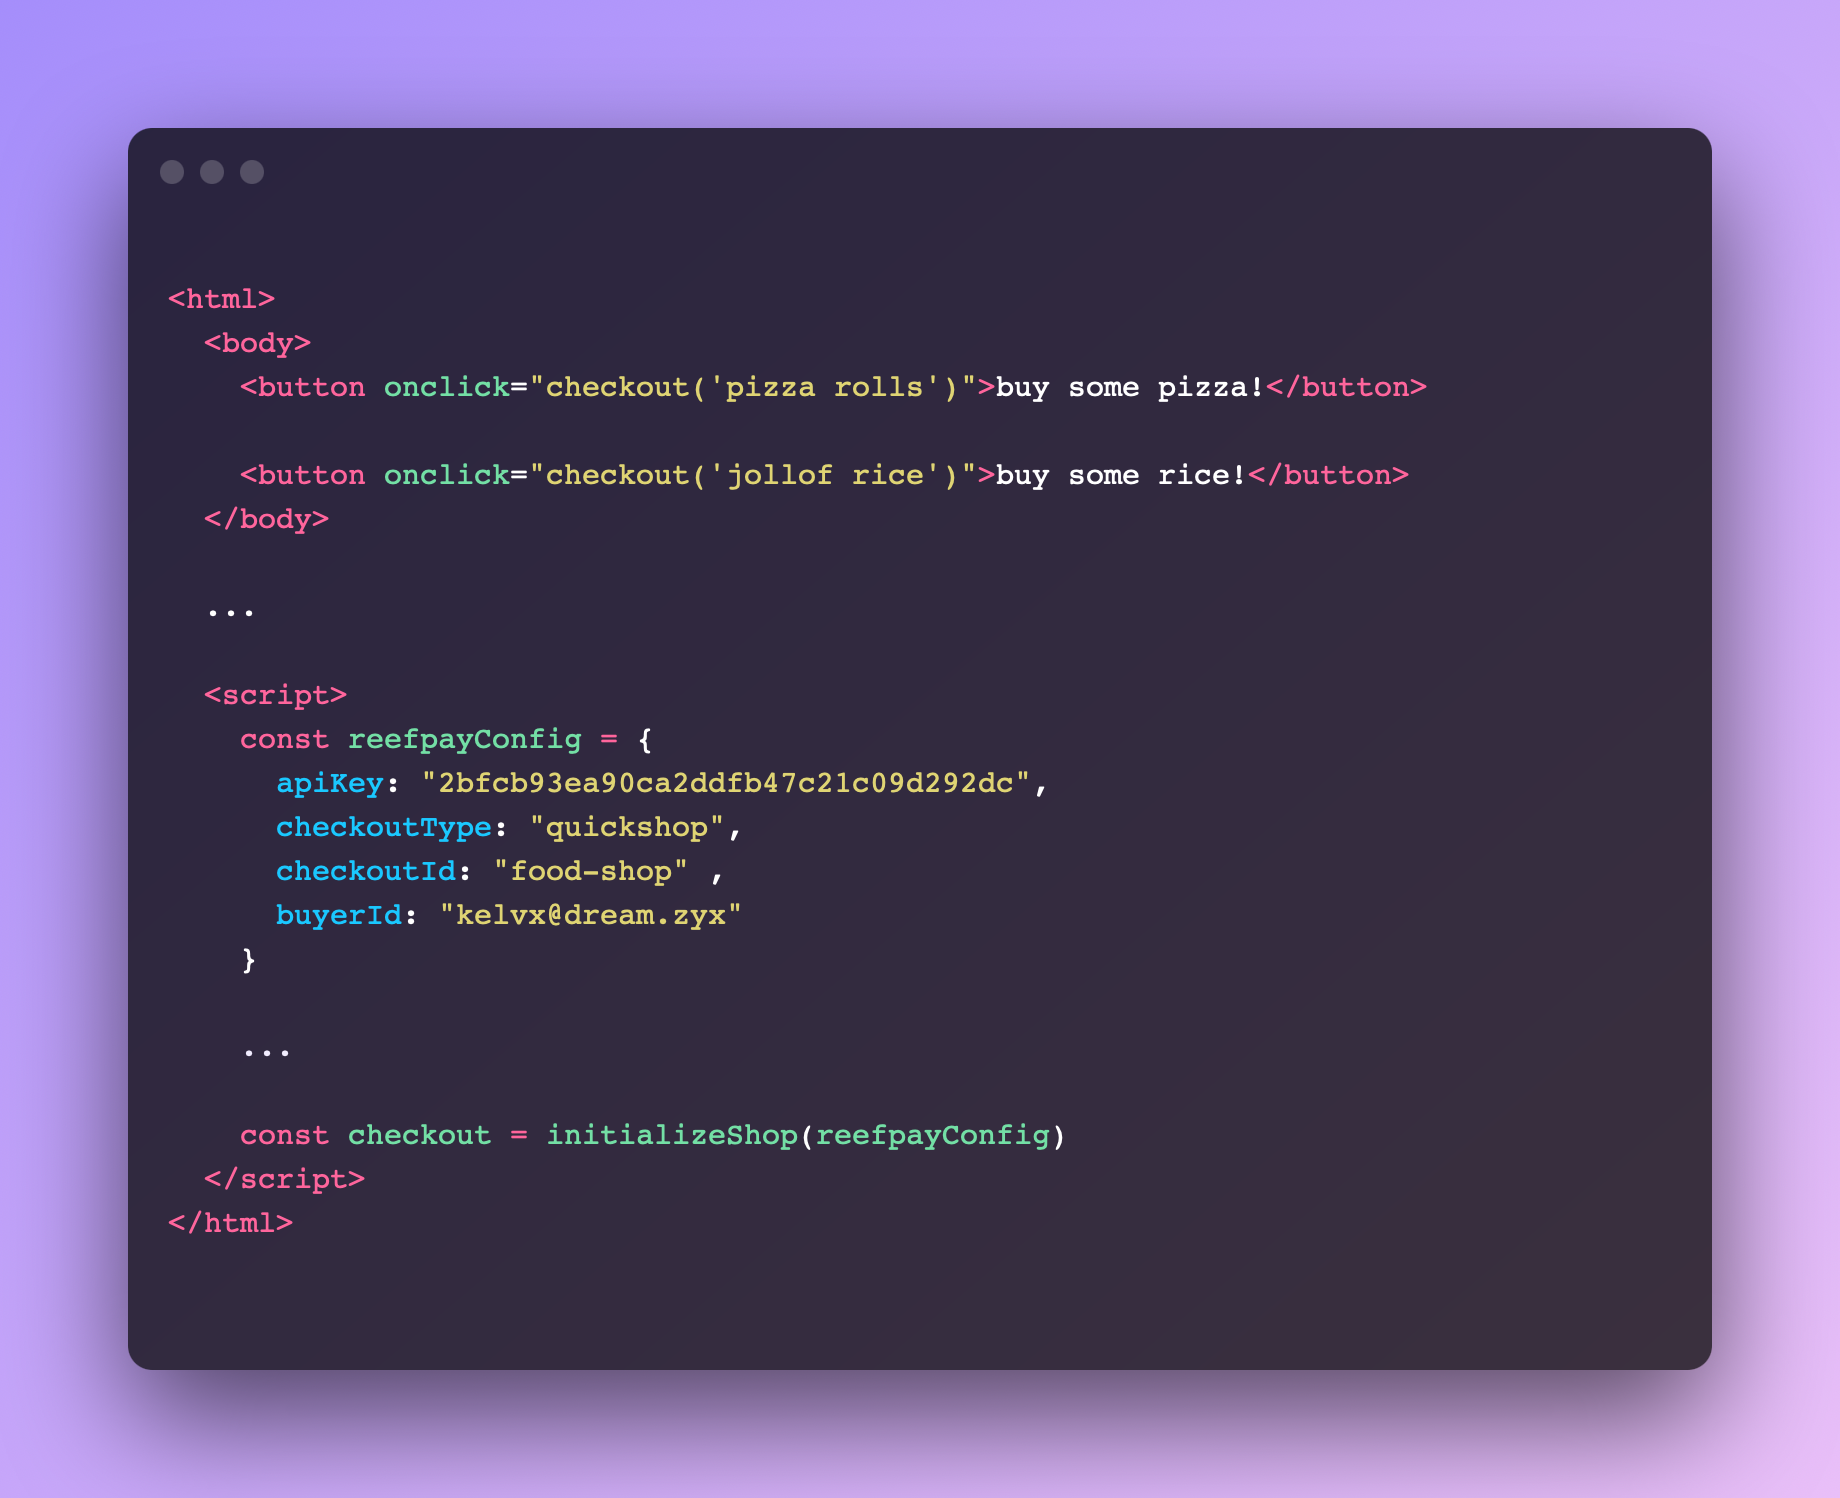 <html>
<body>
<button onclick="checkout('pizza rolls')">buy some pizza!</button>
<button onclick="checkout('jollof rice')">buy some rice!</button>
</body>
...
<script>
const reefpayConfig = {
apiKey: "2bfcb93ea90ca2ddfb47c21c09d292dc",
checkoutType: "quickshop",
checkoutId: "food-shop" ,
buyerId: "kelvx@dream.zyx"
}
...
const checkout = initializeShop(reefpayConfig)
</script>
</html>